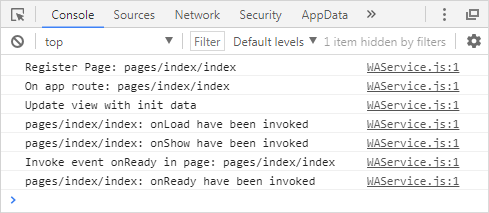 Console Sources Network Security AppData
top Filter Default levels ▾ 1 item hidden by filters
Register Page: pages/index/index WAService.js:1
On app route: pages/index/index WAService.js:1
Update view with init data WAService.js:1
pages/index/index: onLoad have been invoked WAService.js:1
pages/index/index: onShow have been invoked WAService.js:1
Invoke event onReady in page: pages/index/index WAService.js:1
pages/index/index: onReady have been invoked WAService.js:1